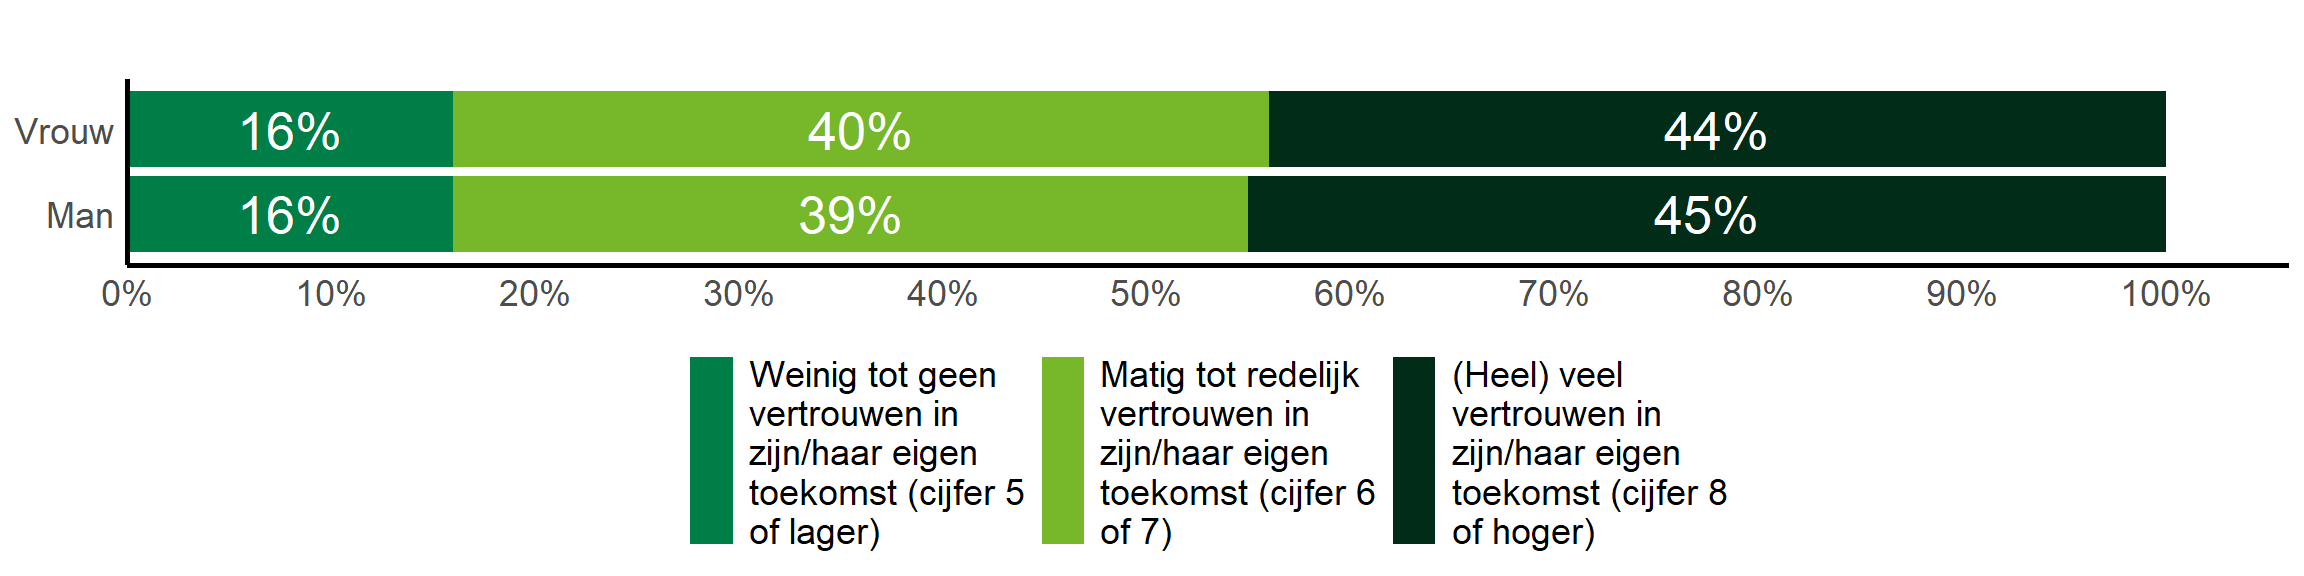 Vrouw 16% 40% 44%
Man 16% 39% 45%
0% 10% 20% 30% 40% 50% 60% 70% 80% 90% 100%
Weinig tot geen
vertrouwen in
zijn/haar eigen
toekomst (cijfer 5
of lager)
Matig tot redelijk
vertrouwen in
zijn/haar eigen
toekomst (cijfer 6
of 7)
(Heel) veel
vertrouwen in
zijn/haar eigen
toekomst (cijfer 8
of hoger)